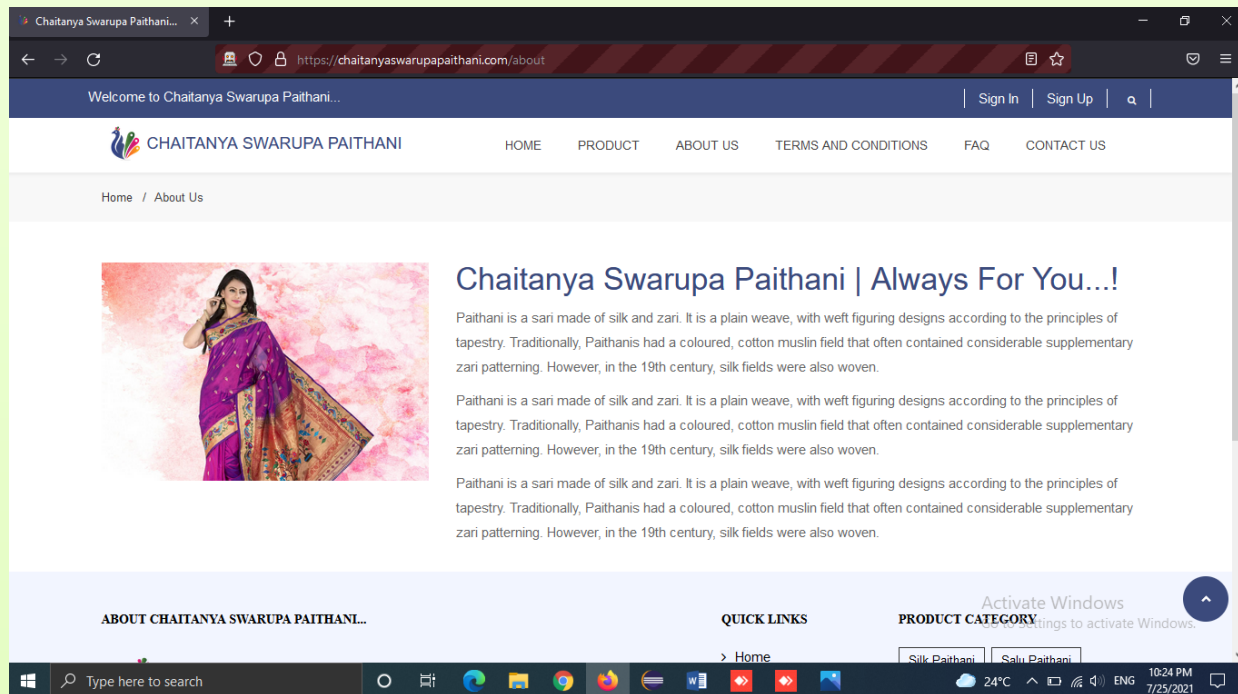 Chaitanya Swarupa Paithani...
https://chaitanyaswarupapaithani.com/about
Welcome to Chaitanya Swarupa Paithani...
Sign In
Sign Up
CHAITANYA SWARUPA PAITHANI
HOME
PRODUCT
ABOUT US
TERMS AND CONDITIONS
FAQ
CONTACT US
Home / About Us
Chaitanya Swarupa Paithani | Always For You...!
Paithani is a sari made of silk and zari. It is a plain weave, with weft figuring designs according to the principles of
tapestry. Traditionally, Paithanis had a coloured, cotton muslin field that often contained considerable supplementary
zari patterning. However, in the 19th century, silk fields were also woven.
Paithani is a sari made of silk and zari. It is a plain weave, with weft figuring designs according to the principles of
tapestry. Traditionally, Paithanis had a coloured, cotton muslin field that often contained considerable supplementary
zari patterning. However, in the 19th century, silk fields were also woven.
Paithani is a sari made of silk and zari. It is a plain weave, with weft figuring designs according to the principles of
tapestry. Traditionally, Paithanis had a coloured, cotton muslin field that often contained considerable supplementary
zari patterning. However, in the 19th century, silk fields were also woven.
ABOUT CHAITANYA SWARUPA PAITHANI...
QUICK LINKS
PRODUCT CATEGORY
Activate Windows
Go to Settings to activate Windows.
Home
Silk Paithani
Salu Paithani
Type here to search
24°C
ENG
10:24 PM
7/25/2021